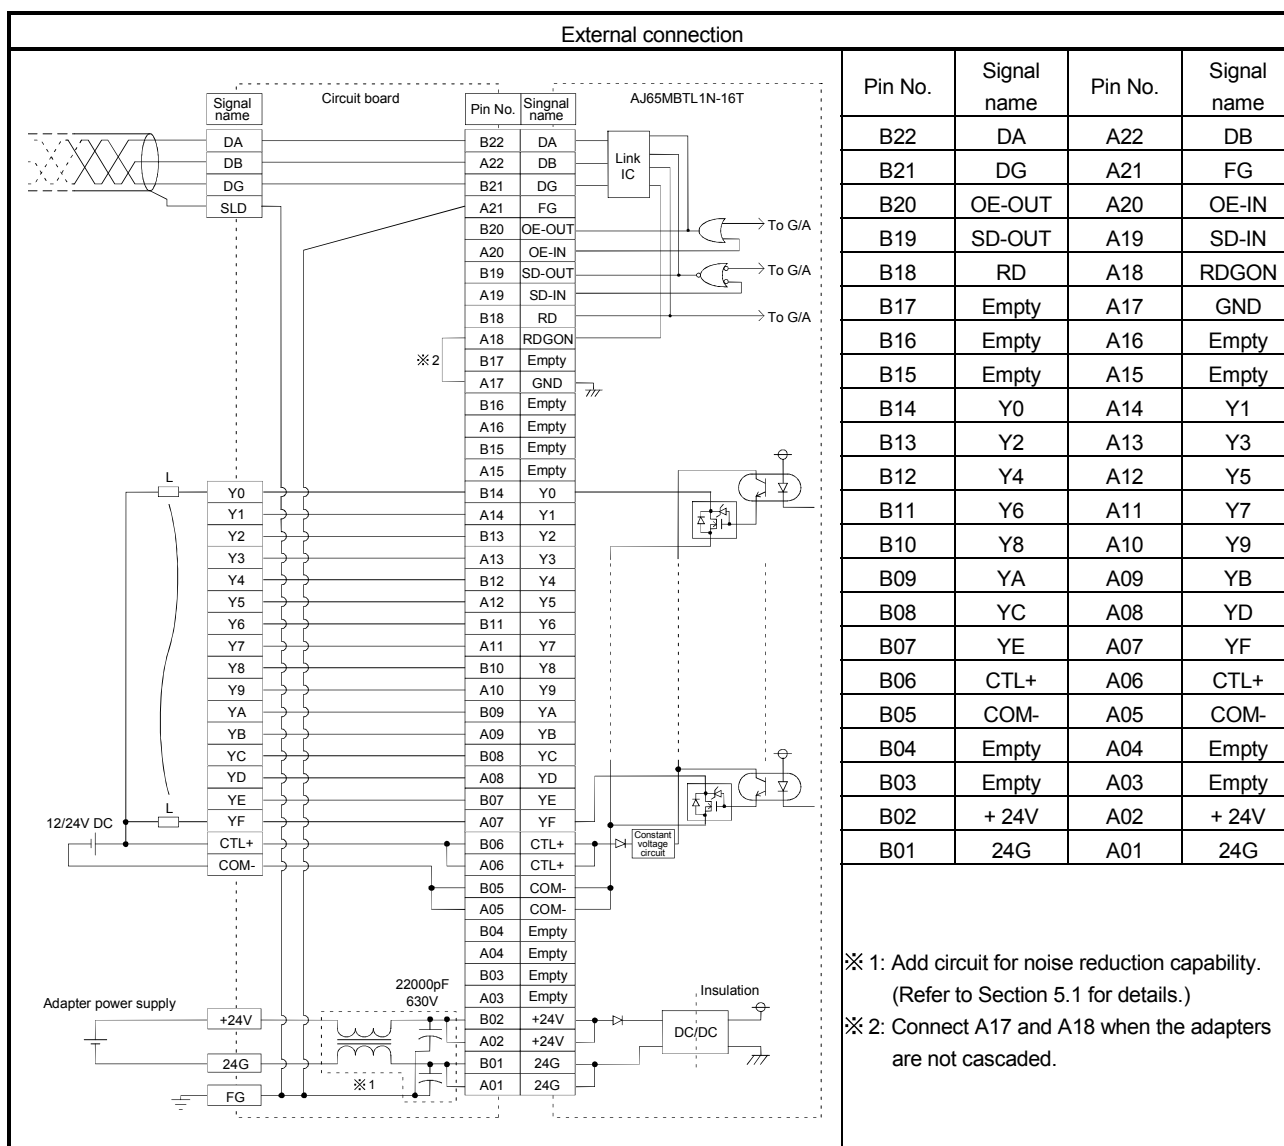 External connection
Circuit board
AJ65MBTL1N-16T
Signal name
Pin No. Singnal name
DA B22 DA
DB A22 DB
DG B21 DG
SLD A21 FG
Link IC
B20 OE-OUT To G/A
A20 OE-IN
B19 SD-OUT To G/A
A19 SD-IN
B18 RD To G/A
A18 RDGON
※2
B17 Empty
A17 GND
B16 Empty
A16 Empty
B15 Empty
A15 Empty
L
Y0 B14 Y0
Y1 A14 Y1
Y2 B13 Y2
Y3 A13 Y3
Y4 B12 Y4
Y5 A12 Y5
Y6 B11 Y6
Y7 A11 Y7
Y8 B10 Y8
Y9 A10 Y9
YA B09 YA
YB A09 YB
YC B08 YC
YD A08 YD
YE B07 YE
L
YF A07 YF
12/24V DC
CTL+ B06 CTL+
Constant voltage circuit
COM- A06 CTL+
B05 COM-
A05 COM-
B04 Empty
A04 Empty
B03 Empty
A03 Empty
22000pF
630V
Insulation
Adapter power supply
+24V B02 +24V
A02 +24V
DC/DC
24G B01 24G
A01 24G
※1
FG
Pin No. Signal name Pin No. Signal name
B22 DA A22 DB
B21 DG A21 FG
B20 OE-OUT A20 OE-IN
B19 SD-OUT A19 SD-IN
B18 RD A18 RDGON
B17 Empty A17 GND
B16 Empty A16 Empty
B15 Empty A15 Empty
B14 Y0 A14 Y1
B13 Y2 A13 Y3
B12 Y4 A12 Y5
B11 Y6 A11 Y7
B10 Y8 A10 Y9
B09 YA A09 YB
B08 YC A08 YD
B07 YE A07 YF
B06 CTL+ A06 CTL+
B05 COM- A05 COM-
B04 Empty A04 Empty
B03 Empty A03 Empty
B02 + 24V A02 + 24V
B01 24G A01 24G
※ 1: Add circuit for noise reduction capability.
(Refer to Section 5.1 for details.)
※ 2: Connect A17 and A18 when the adapters
are not cascaded.